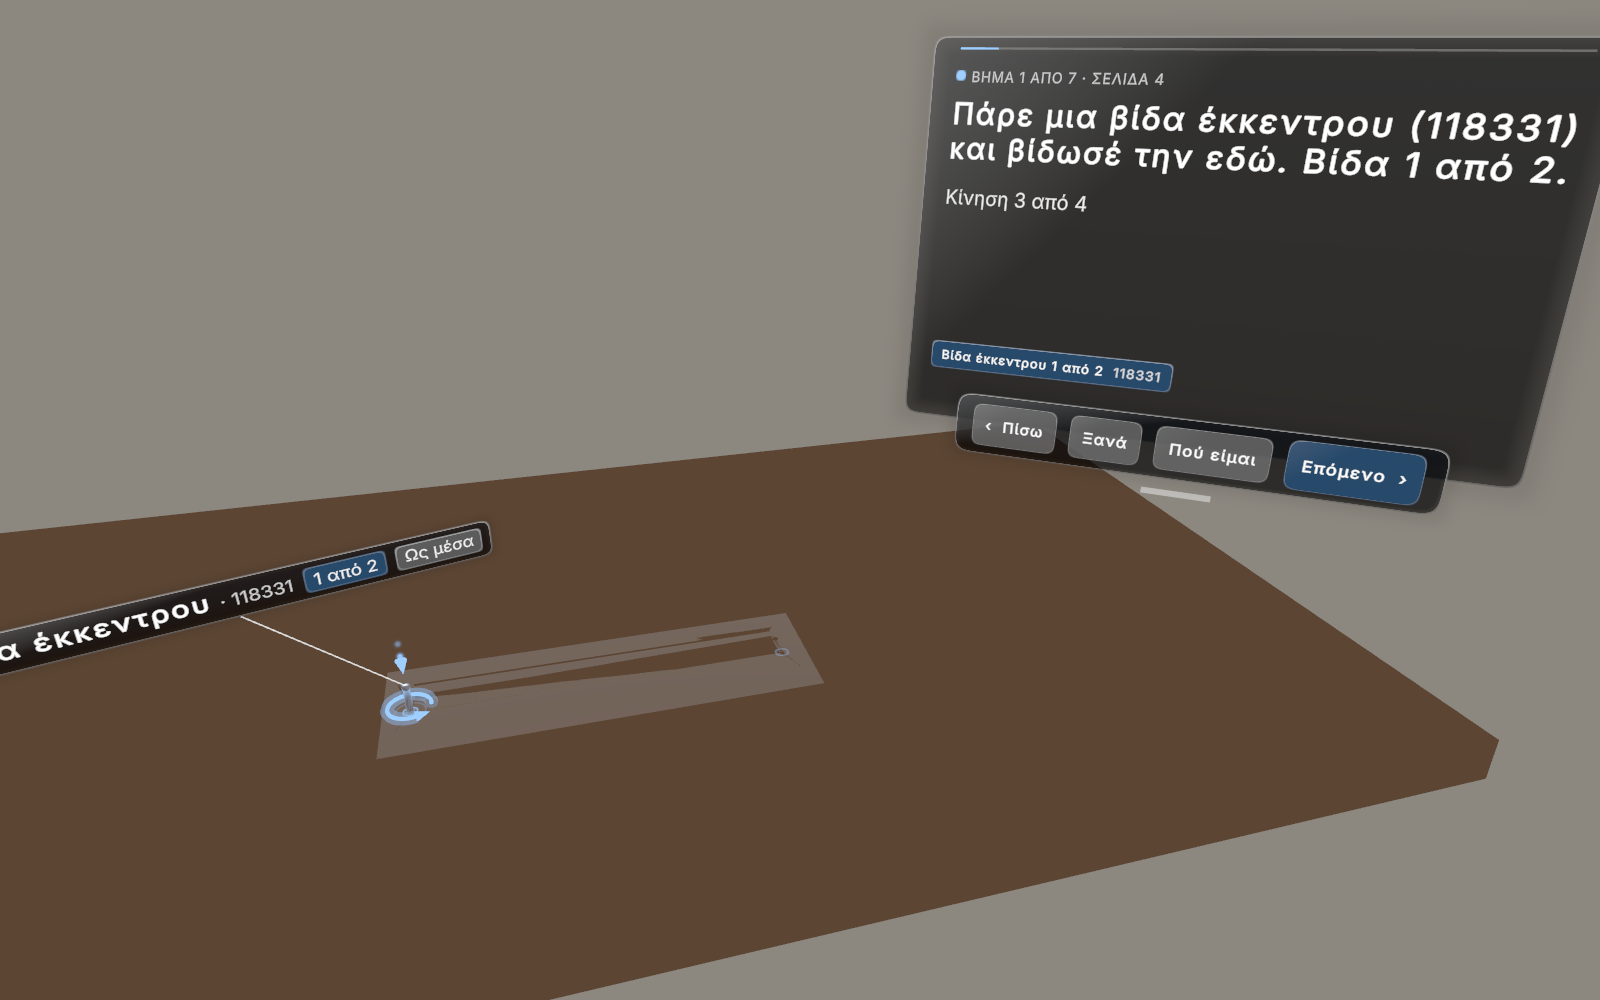 ΒΗΜΑ 1 ΑΠΟ 7 · ΣΕΛΙΔΑ 4
Πάρε μια βίδα έκκεντρου (118331)
και βίδωσέ την εδώ. Βίδα 1 από 2.
Κίνηση 3 από 4
Βίδα έκκεντρου 1 από 2 118331
‹ Πίσω
Ξανά
Πού είμαι
Επόμενο ›
έκκεντρου · 118331 1 από 2 Ως μέσα